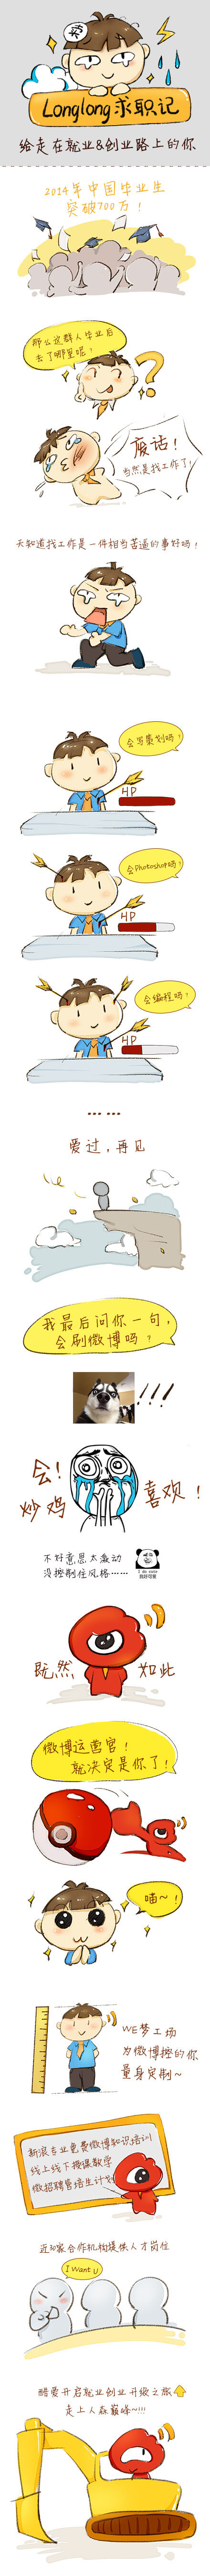 卖
Longlong求职记
给走在就业&创业路上的你
2014年中国毕业生
突破700万！
那么这群人毕业后
去了哪里呢？
废话！
当然是找工作了！
天知道找工作是一件相当苦逼的事好吗！
会写策划吗？
HP
会Photoshop吗？
HP
会编程吗？
HP
……
爱过，再见
我最后问你一句，
会刷微博吗？
!!!
会！
炒鸡
喜欢！
不好意思太激动
没控制住风格……
既然
如此
微博运营官！
就决定是你了！
喵~！
WE梦工场
为微博控的你
量身定制~
新浪专业免费微博知识培训
线上线下授课教学
微招聘管培生计划
近30家合作机构提供人才岗位
I Want U
酷爱开启就业创业升级之旅
走上人森巅峰~!!!